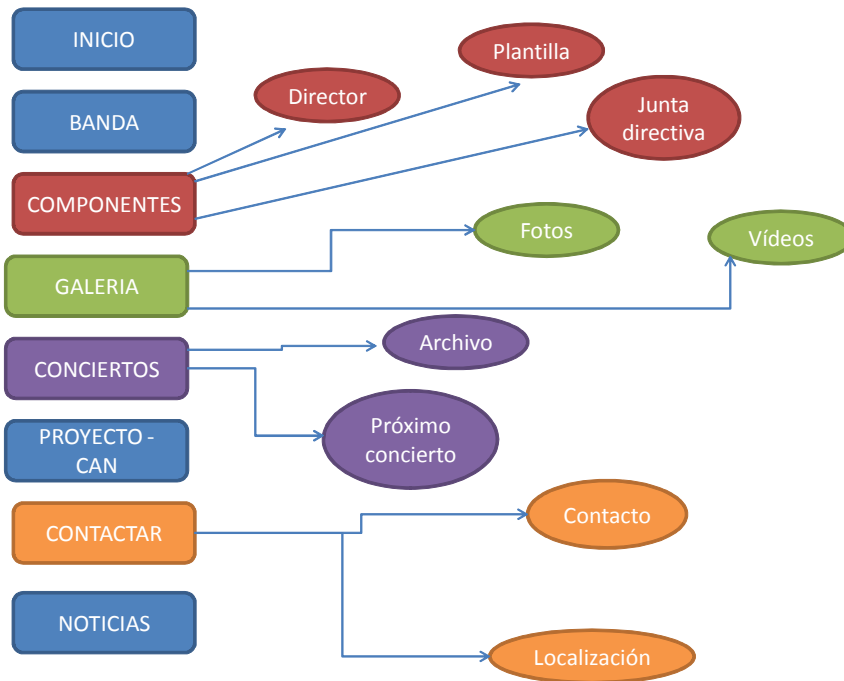 INICIO
Plantilla
Director
BANDA
Junta
directiva
COMPONENTES
Fotos
Vídeos
GALERIA
Archivo
CONCIERTOS
Próximo
concierto
PROYECTO -
CAN
Contacto
CONTACTAR
NOTICIAS
Localización